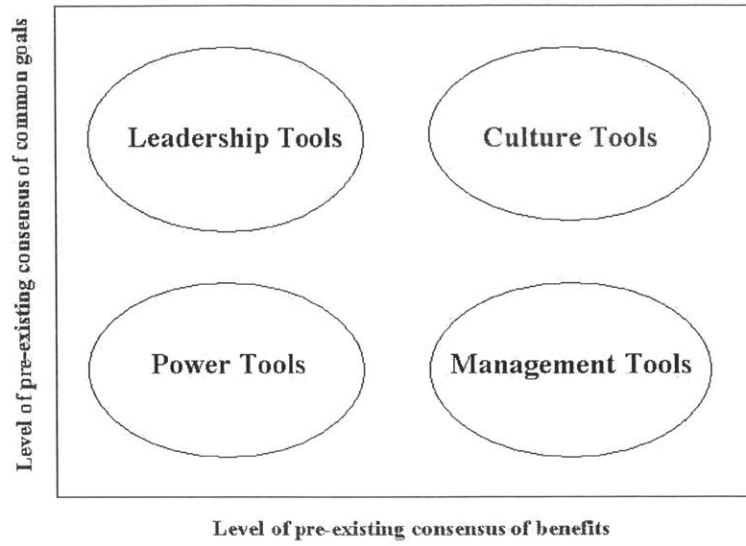 Level of pre-existing consensus of common goals
Leadership Tools
Culture Tools
Power Tools
Management Tools
Level of pre-existing consensus of benefits